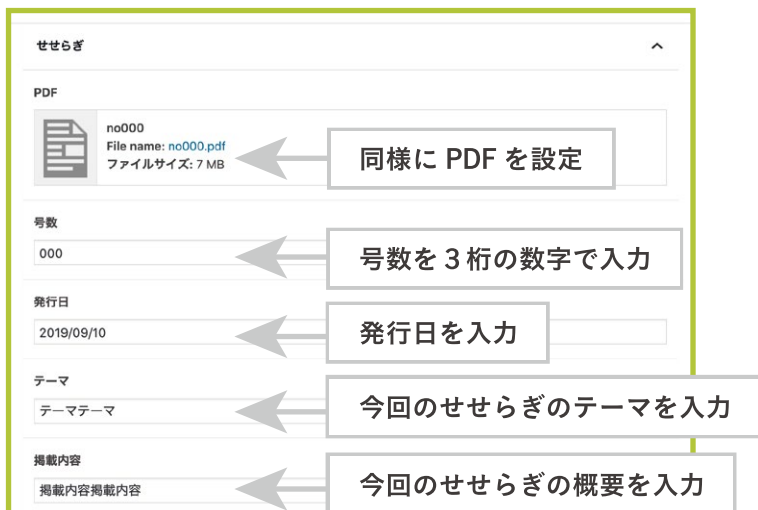 せせらぎ
PDF
no000
File name: no000.pdf
ファイルサイズ: 7 MB
同様に PDF を設定
号数
000
号数を３桁の数字で入力
発行日
2019/09/10
発行日を入力
テーマ
テーマテーマ
今回のせせらぎのテーマを入力
掲載内容
掲載内容掲載内容
今回のせせらぎの概要を入力